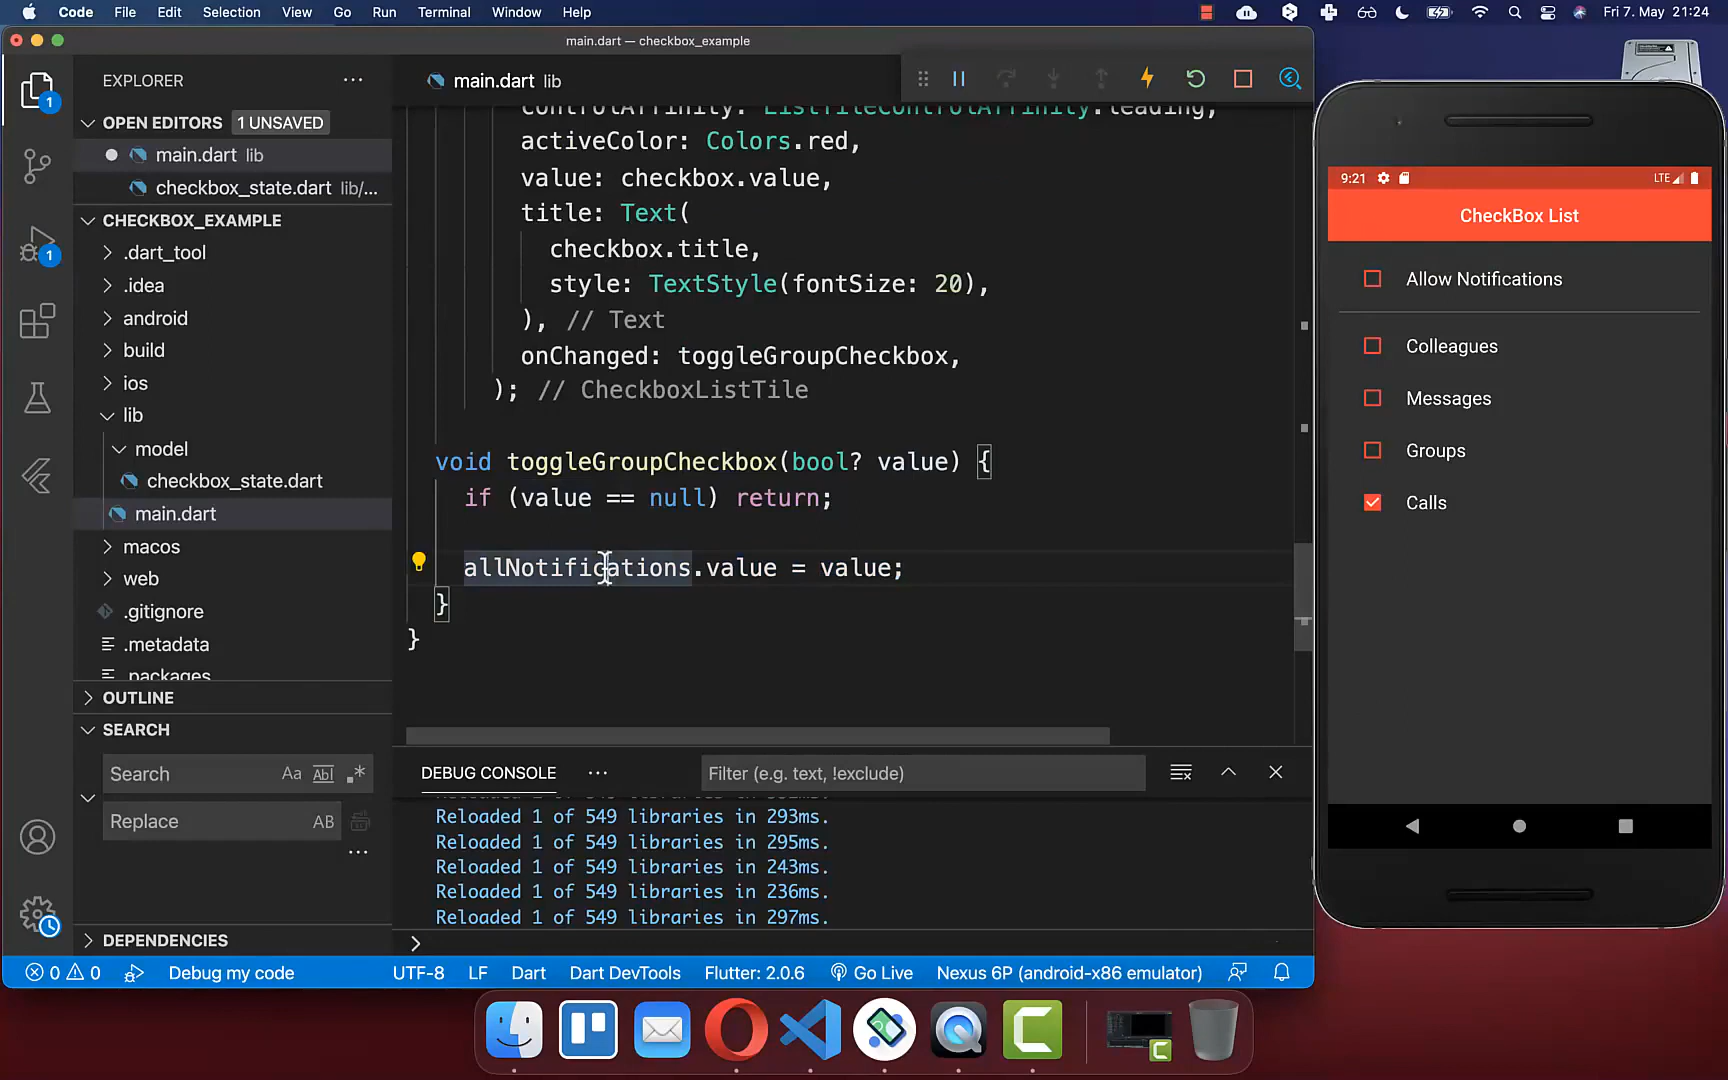 Code File Edit Selection View Go Run Terminal Window Help Fri 7. May 21:24
main.dart — checkbox_example
EXPLORER
OPEN EDITORS 1 UNSAVED
main.dart lib
checkbox_state.dart lib/...
CHECKBOX_EXAMPLE
.dart_tool
.idea
android
build
ios
lib
model
checkbox_state.dart
main.dart
macos
web
.gitignore
.metadata
.packages
OUTLINE
SEARCH
Search Aa Abl
Replace AB
DEPENDENCIES
1
1
main.dart lib
controlAffinity: ListTileControlAffinity.leading,
activeColor: Colors.red,
value: checkbox.value,
title: Text(
checkbox.title,
style: TextStyle(fontSize: 20),
), // Text
onChanged: toggleGroupCheckbox,
); // CheckboxListTile
void toggleGroupCheckbox(bool? value) {
if (value == null) return;
allNotifications.value = value;
}
}
DEBUG CONSOLE Filter (e.g. text, !exclude)
Reloaded 1 of 549 libraries in 293ms.
Reloaded 1 of 549 libraries in 295ms.
Reloaded 1 of 549 libraries in 243ms.
Reloaded 1 of 549 libraries in 236ms.
Reloaded 1 of 549 libraries in 297ms.
0 0 Debug my code UTF-8 LF Dart Dart DevTools Flutter: 2.0.6 Go Live Nexus 6P (android-x86 emulator)
9:21 LTE
CheckBox List
Allow Notifications
Colleagues
Messages
Groups
Calls